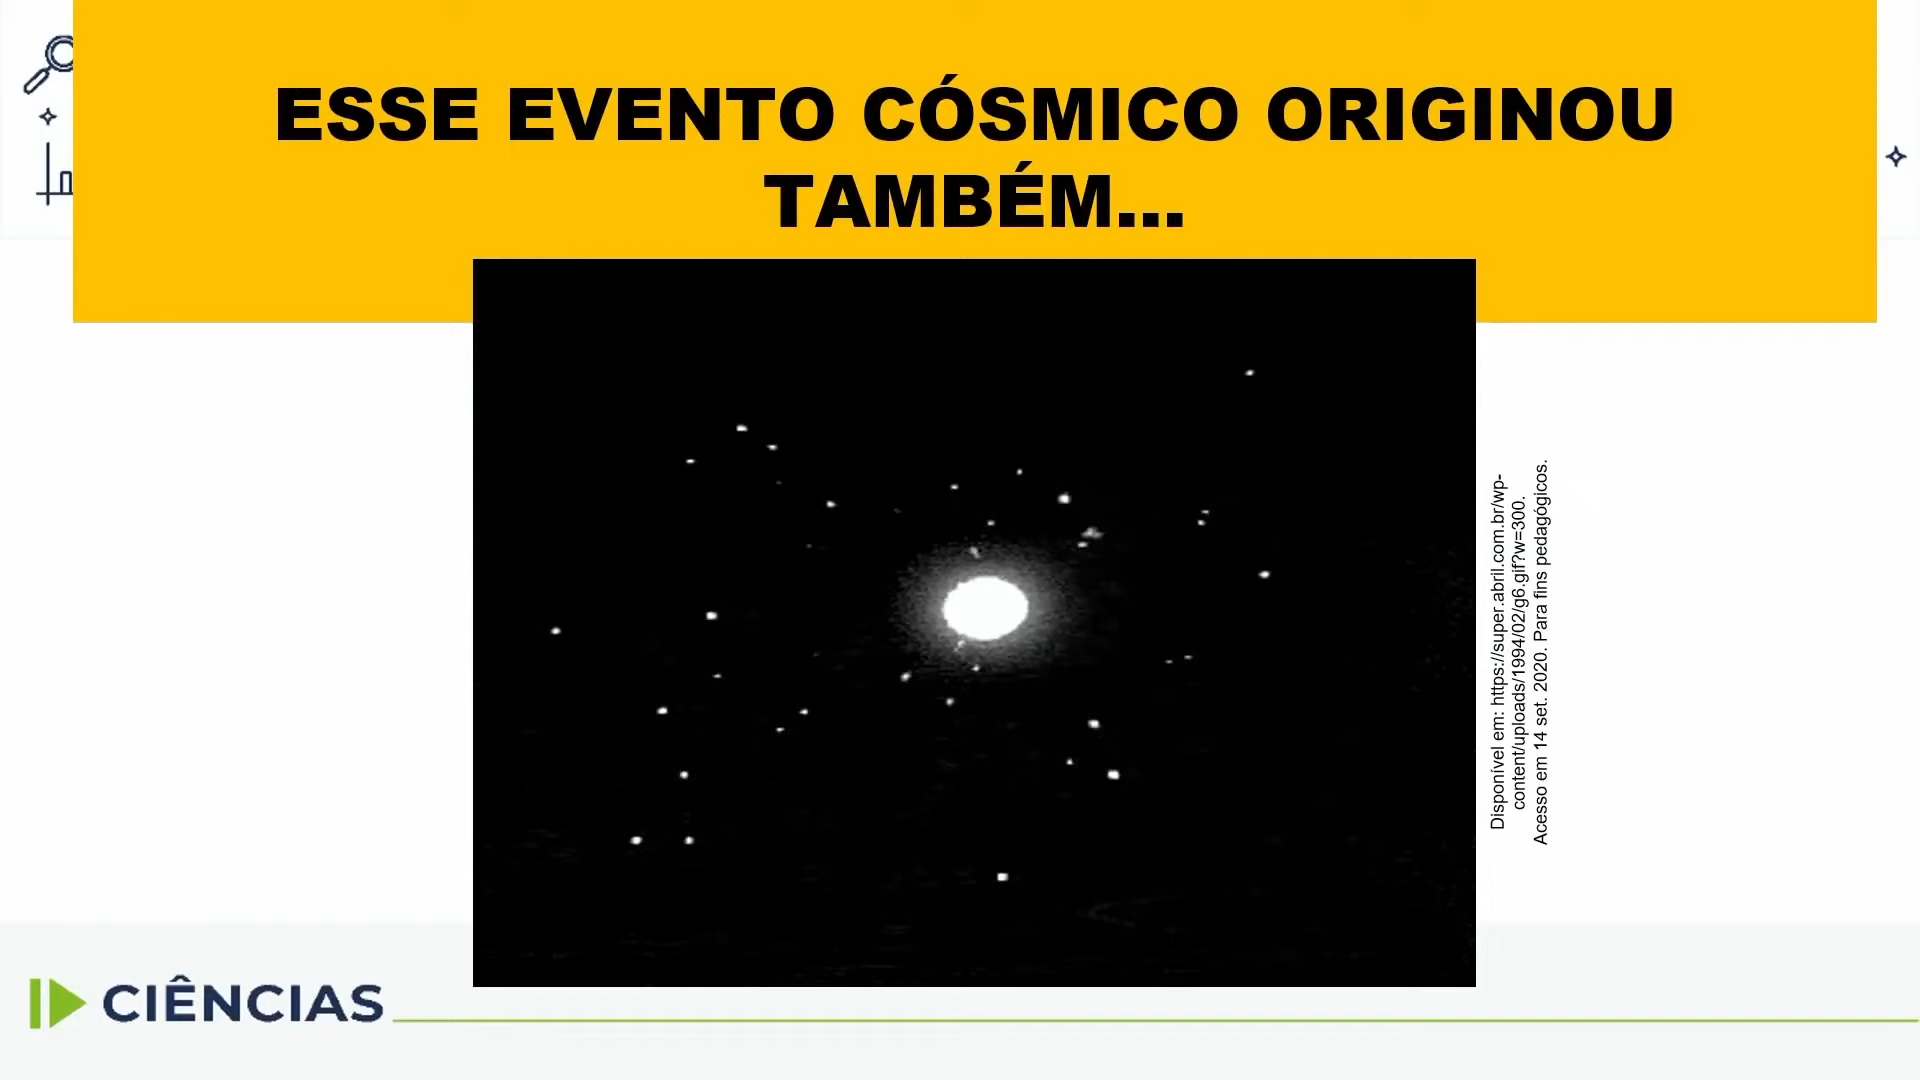 ESSE EVENTO CÓSMICO ORIGINOU
TAMBÉM...
Disponível em: https://super.abril.com.br/wp-
content/uploads/1994/02/g6.gif?w=300.
Acesso em 14 set. 2020. Para fins pedagógicos.
CIÊNCIAS